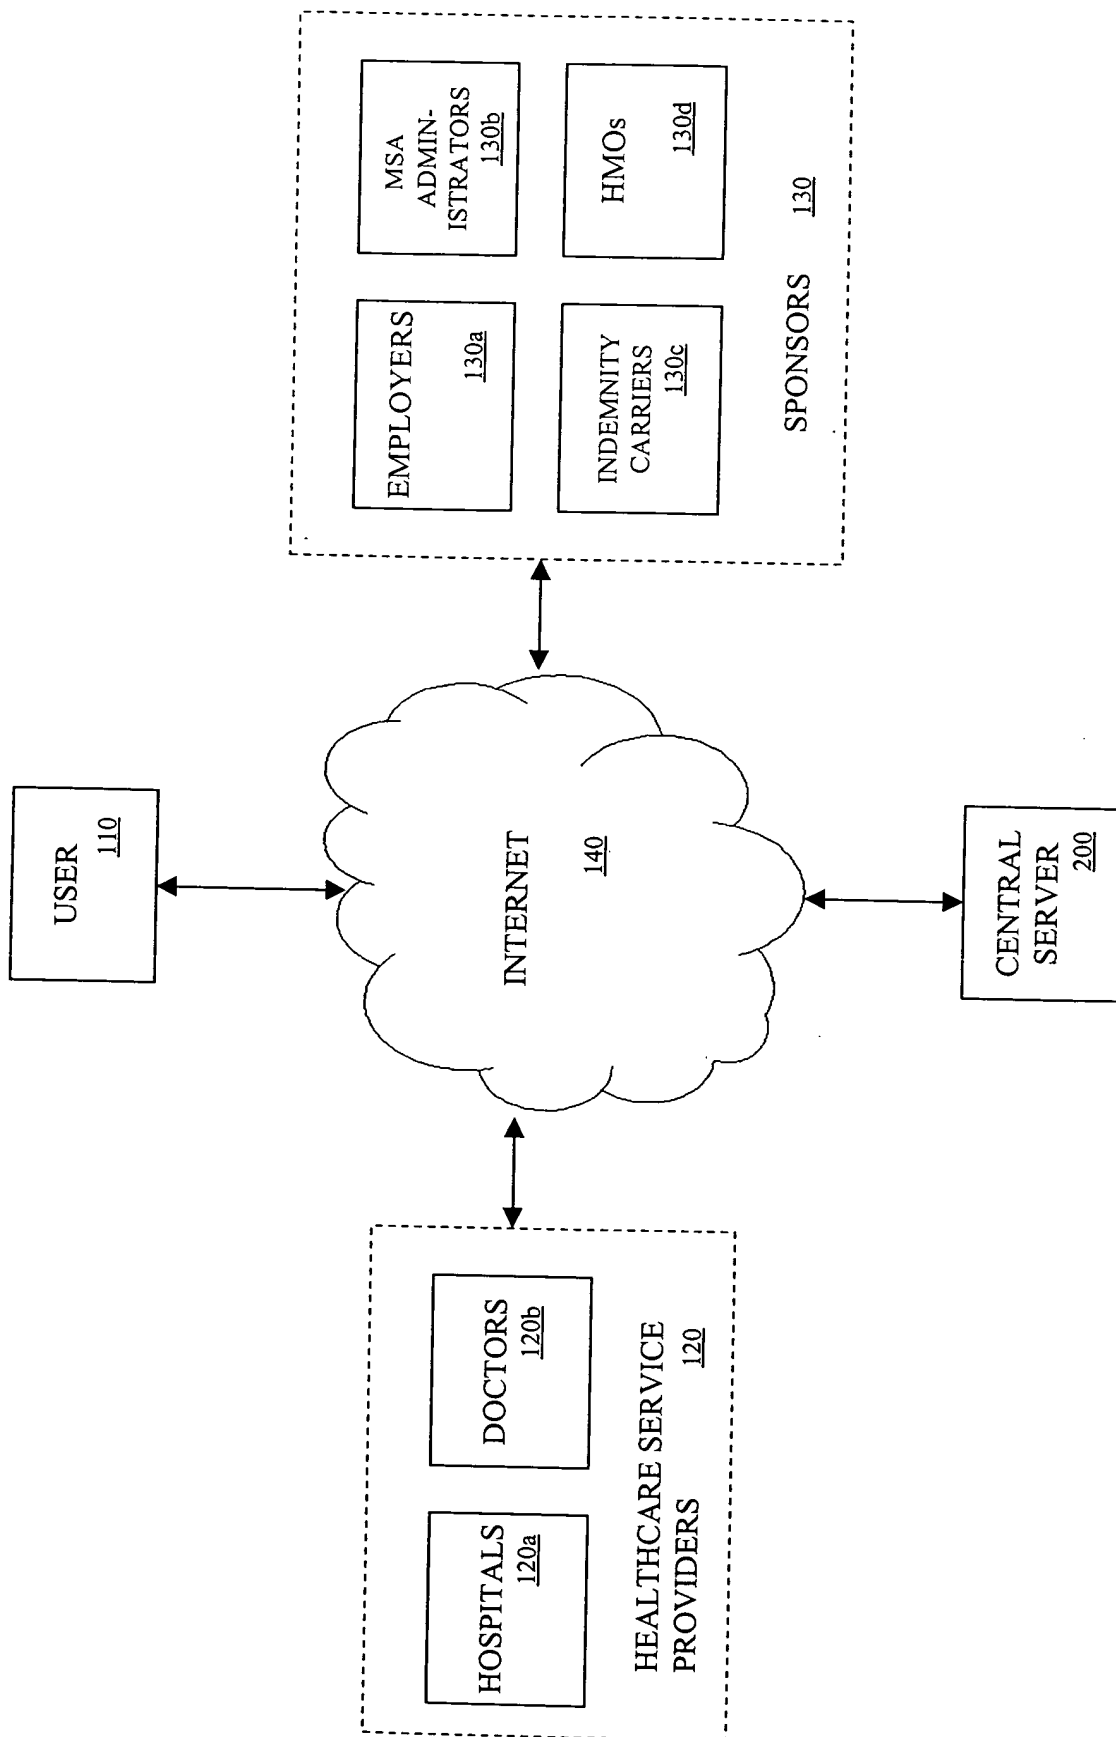 USER
110
HOSPITALS
120a
DOCTORS
120b
HEALTHCARE SERVICE
PROVIDERS
120
INTERNET
140
EMPLOYERS
130a
MSA
ADMIN-
ISTRATORS
130b
INDEMNITY
CARRIERS
130c
HMOs
130d
SPONSORS
130
CENTRAL
SERVER
200